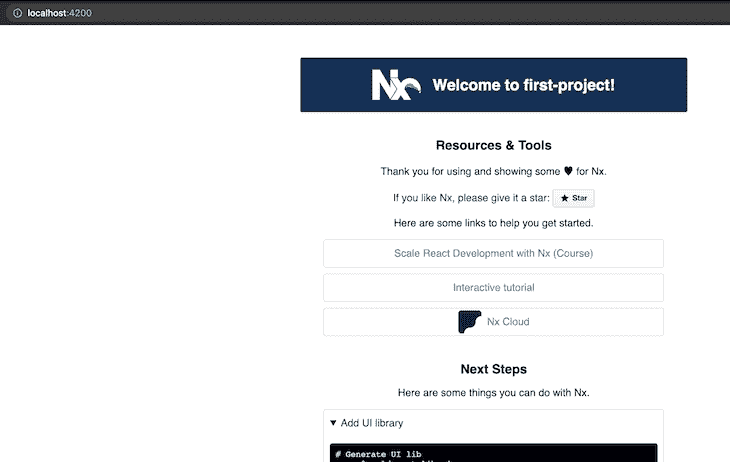 localhost:4200
Nx Welcome to first-project!
Resources & Tools
Thank you for using and showing some ♥ for Nx.
If you like Nx, please give it a star: ★ Star
Here are some links to help you get started.
Scale React Development with Nx (Course)
Interactive tutorial
Nx Cloud
Next Steps
Here are some things you can do with Nx.
▼ Add UI library
# Generate UI lib